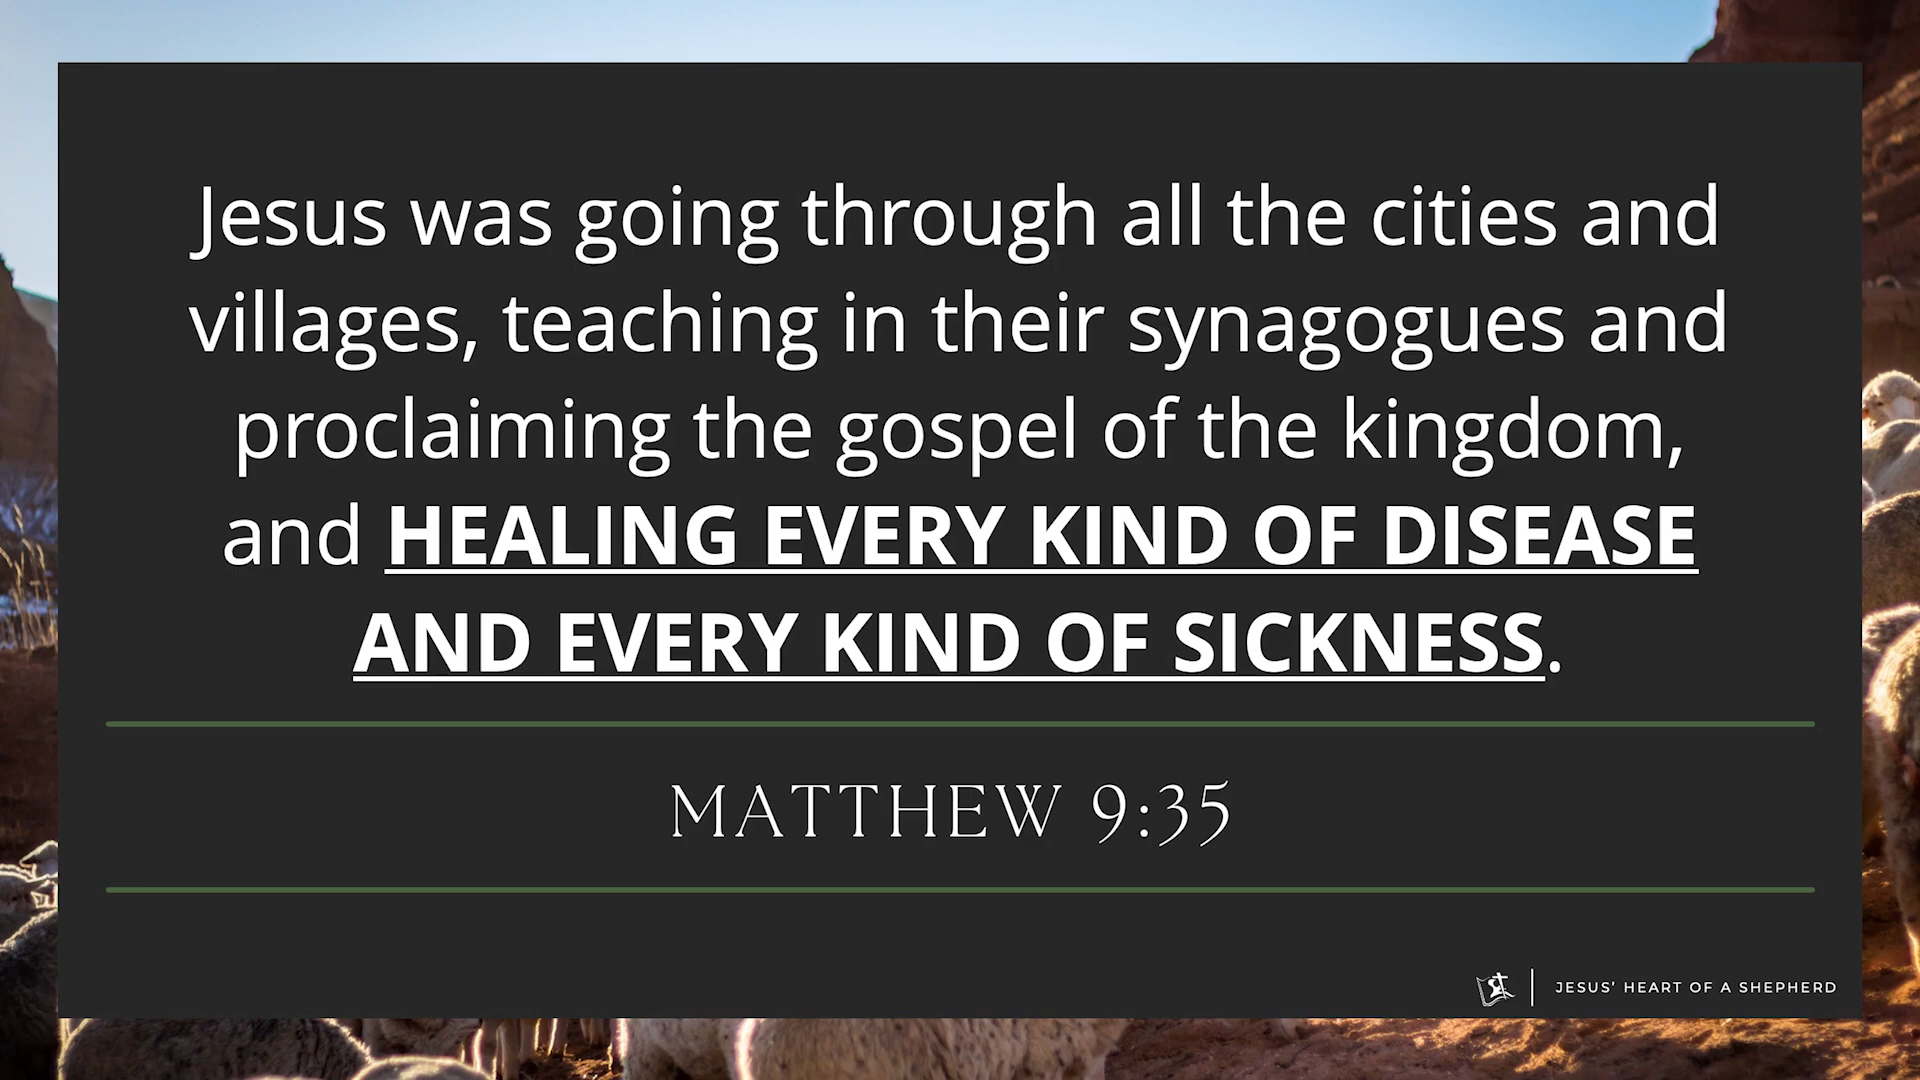 Jesus was going through all the cities and
villages, teaching in their synagogues and
proclaiming the gospel of the kingdom,
and HEALING EVERY KIND OF DISEASE
AND EVERY KIND OF SICKNESS.
MATTHEW 9:35
JESUS’ HEART OF A SHEPHERD